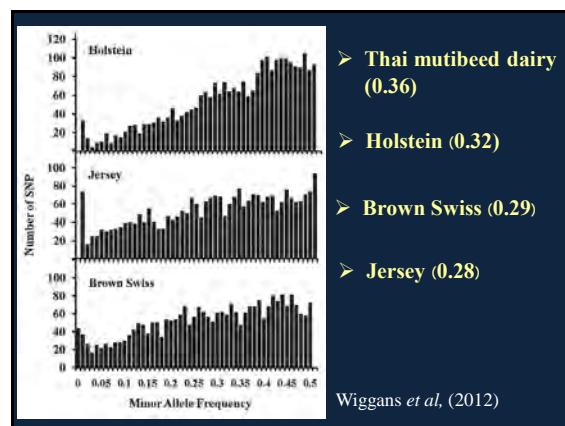 120
Holstein
100
80
60
40
20
100
Jersey
80
60
40
20
100
Brown Swiss
80
60
40
20
0
0 0.05 0.1 0.15 0.2 0.25 0.3 0.35 0.4 0.45 0.5
Minor Allele Frequency
Number of SNP
➢ Thai mutibeed dairy
(0.36)
➢ Holstein (0.32)
➢ Brown Swiss (0.29)
➢ Jersey (0.28)
Wiggans et al, (2012)